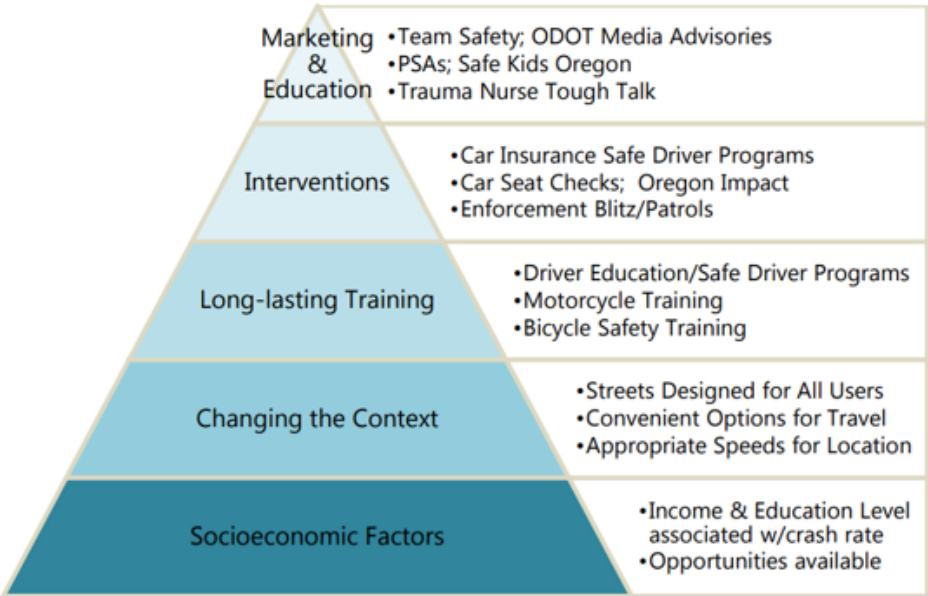 Marketing
&
Education
•Team Safety; ODOT Media Advisories
•PSAs; Safe Kids Oregon
•Trauma Nurse Tough Talk
Interventions
•Car Insurance Safe Driver Programs
•Car Seat Checks;  Oregon Impact
•Enforcement Blitz/Patrols
Long-lasting Training
•Driver Education/Safe Driver Programs
•Motorcycle Training
•Bicycle Safety Training
Changing the Context
•Streets Designed for All Users
•Convenient Options for Travel
•Appropriate Speeds for Location
Socioeconomic Factors
•Income & Education Level
associated w/crash rate
•Opportunities available